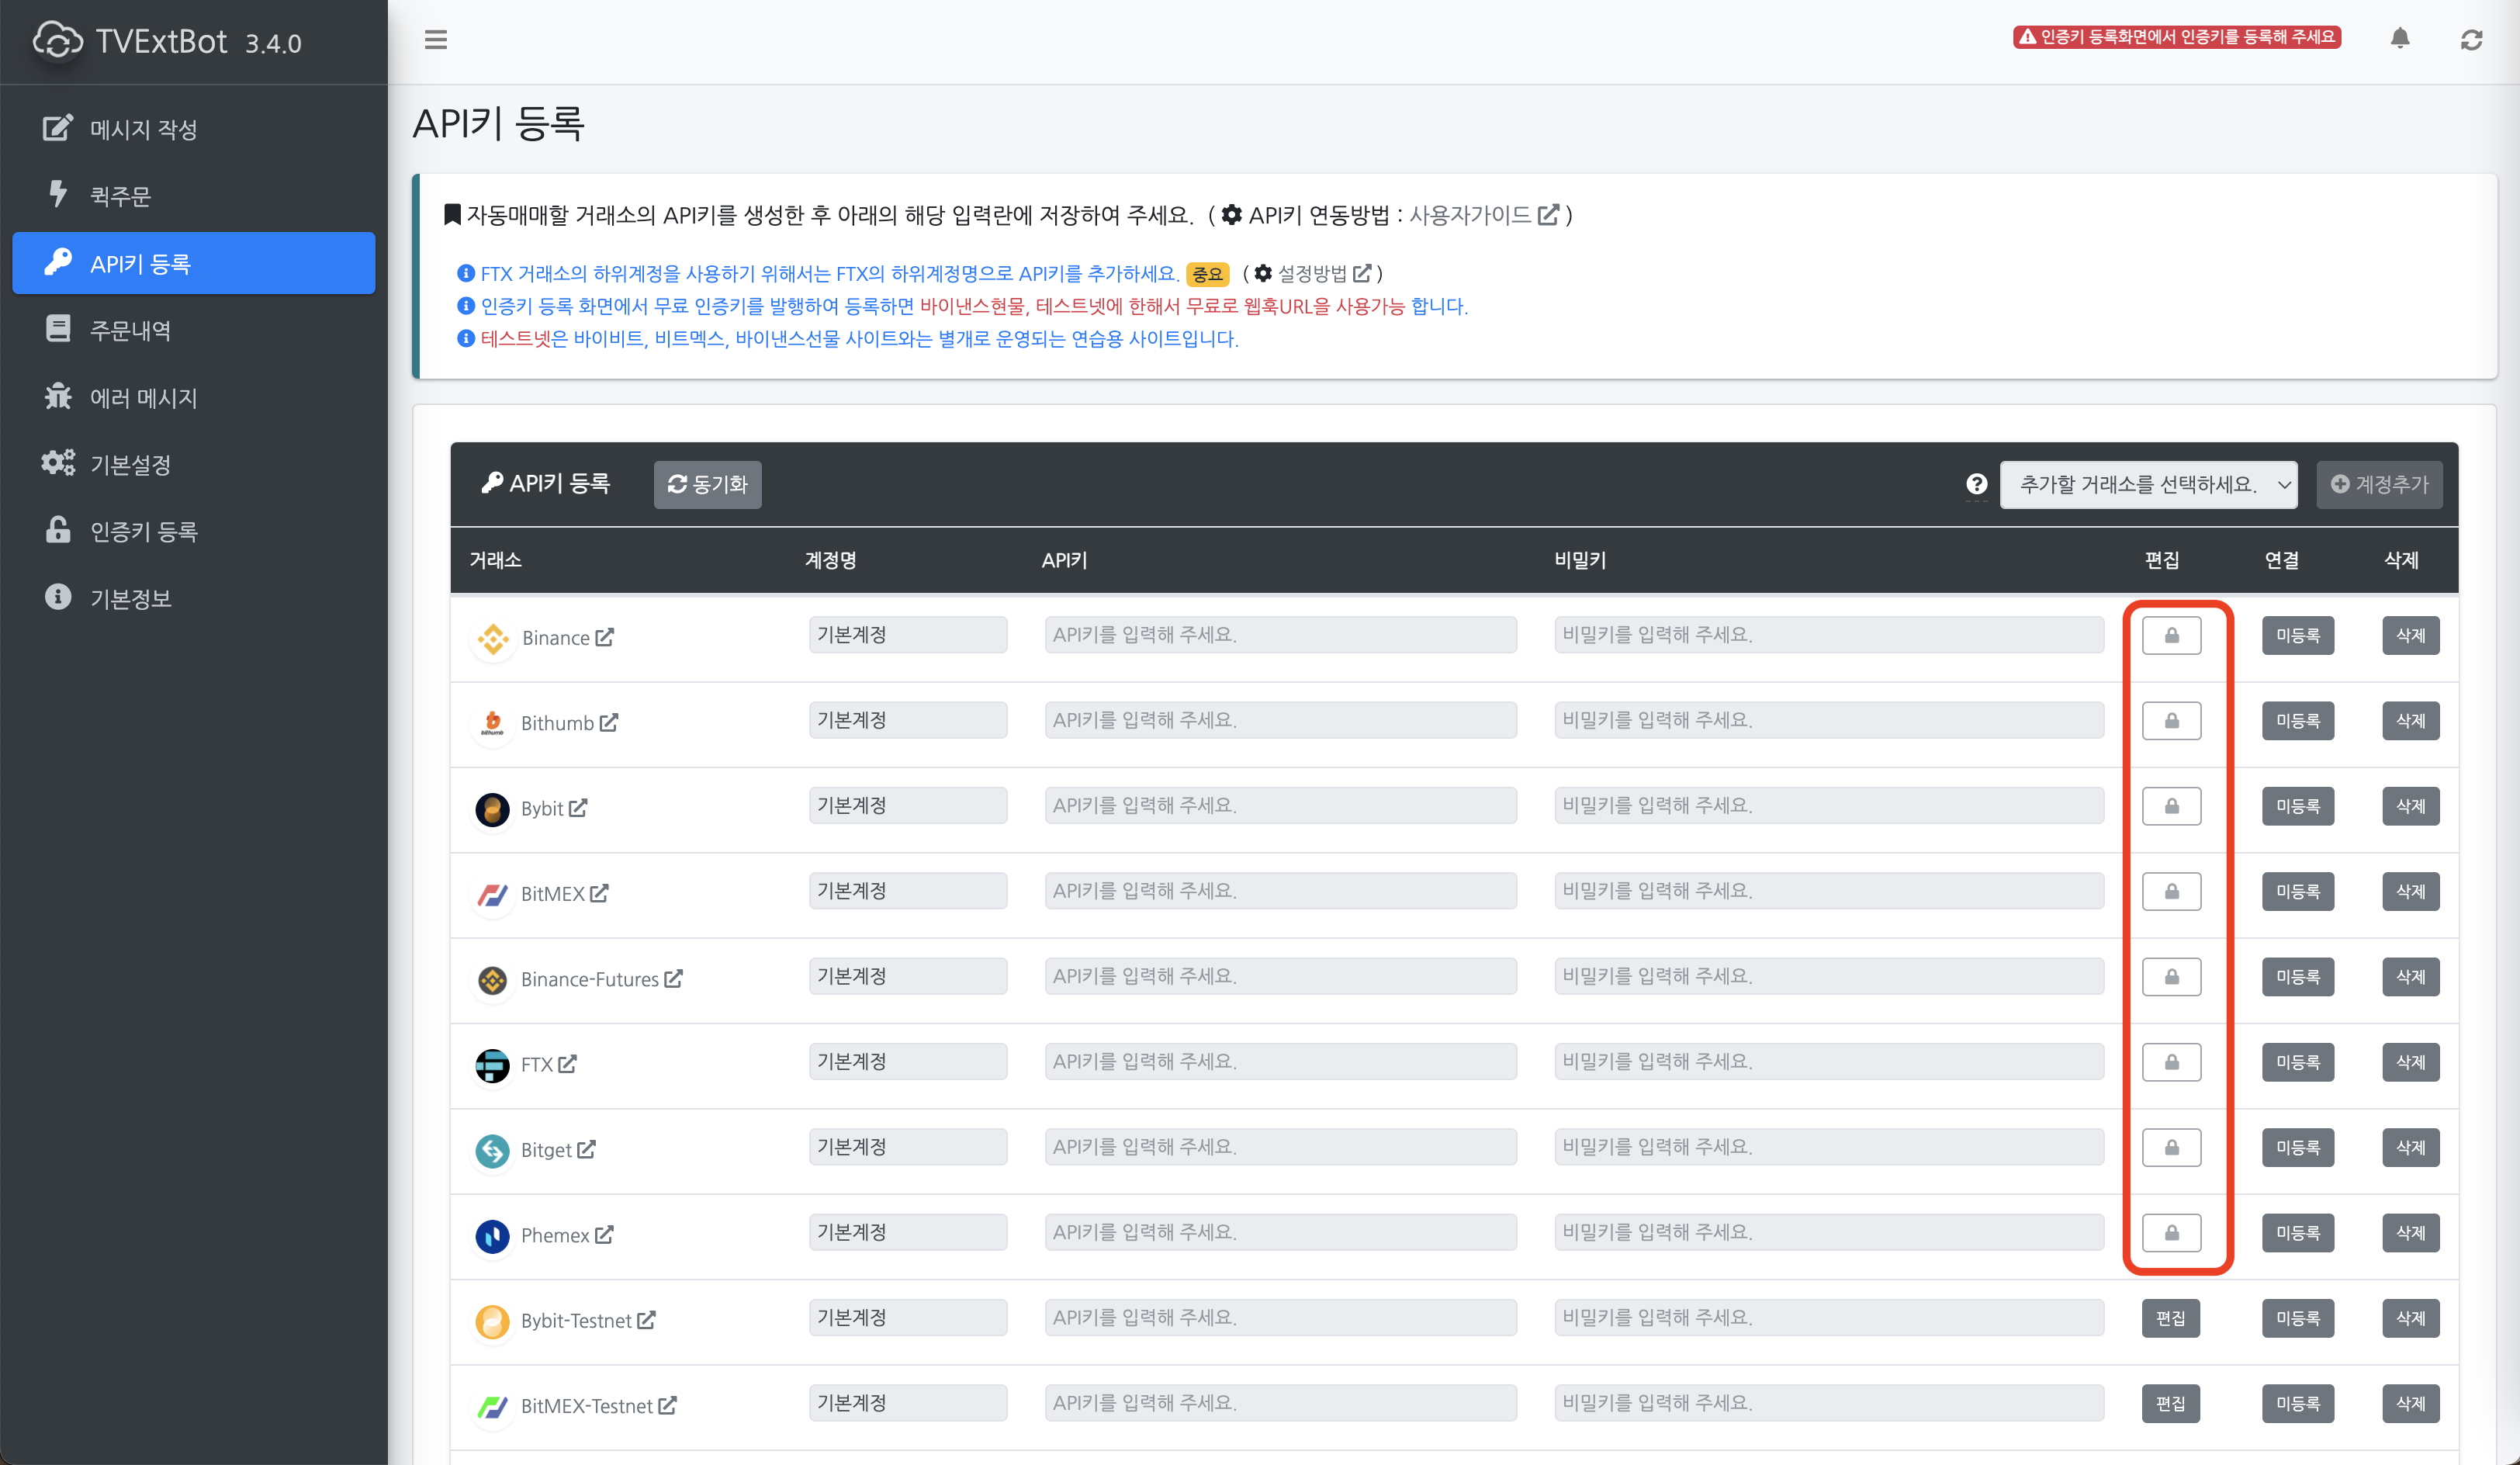 TVExtBot 3.4.0
인증키 등록화면에서 인증키를 등록해 주세요
메시지 작성
퀵주문
API키 등록
주문내역
에러 메시지
기본설정
인증키 등록
기본정보
API키 등록
자동매매할 거래소의 API키를 생성한 후 아래의 해당 입력란에 저장하여 주세요. ( API키 연동방법 : 사용자가이드 )
FTX 거래소의 하위계정을 사용하기 위해서는 FTX의 하위계정명으로 API키를 추가하세요. 중요 ( 설정방법 )
인증키 등록 화면에서 무료 인증키를 발행하여 등록하면 바이낸스현물, 테스트넷에 한해서 무료로 웹훅URL을 사용가능 합니다.
테스트넷은 바이비트, 비트멕스, 바이낸스선물 사이트와는 별개로 운영되는 연습용 사이트입니다.
API키 등록 동기화 추가할 거래소를 선택하세요. 계정추가
거래소 계정명 API키 비밀키 편집 연결 삭제
Binance 기본계정 API키를 입력해 주세요. 비밀키를 입력해 주세요. 미등록 삭제
bithumb Bithumb 기본계정 API키를 입력해 주세요. 비밀키를 입력해 주세요. 미등록 삭제
Bybit 기본계정 API키를 입력해 주세요. 비밀키를 입력해 주세요. 미등록 삭제
BitMEX 기본계정 API키를 입력해 주세요. 비밀키를 입력해 주세요. 미등록 삭제
Binance-Futures 기본계정 API키를 입력해 주세요. 비밀키를 입력해 주세요. 미등록 삭제
FTX 기본계정 API키를 입력해 주세요. 비밀키를 입력해 주세요. 미등록 삭제
Bitget 기본계정 API키를 입력해 주세요. 비밀키를 입력해 주세요. 미등록 삭제
Phemex 기본계정 API키를 입력해 주세요. 비밀키를 입력해 주세요. 미등록 삭제
Bybit-Testnet 기본계정 API키를 입력해 주세요. 비밀키를 입력해 주세요. 편집 미등록 삭제
BitMEX-Testnet 기본계정 API키를 입력해 주세요. 비밀키를 입력해 주세요. 편집 미등록 삭제